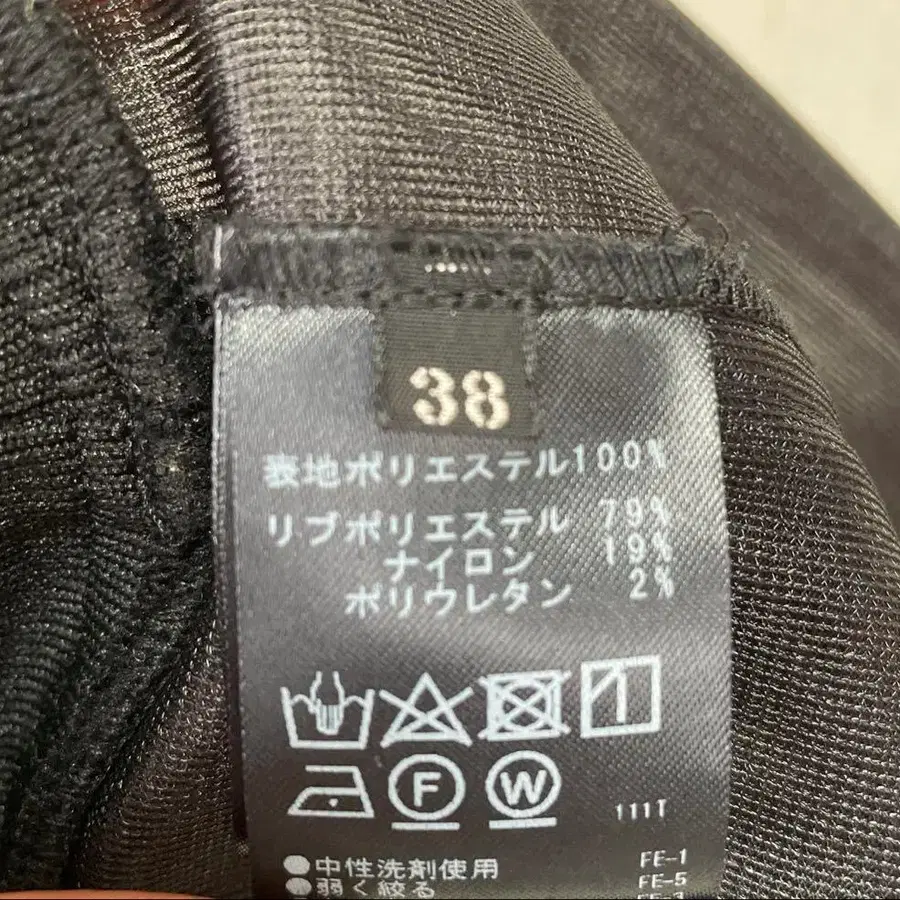 38
表地ポリエステル100%
リブポリエステル 79%
ナイロン 19%
ポリウレタン 2%
F W
111T
●中性洗剤使用 FE-1
●弱く絞る FE-5